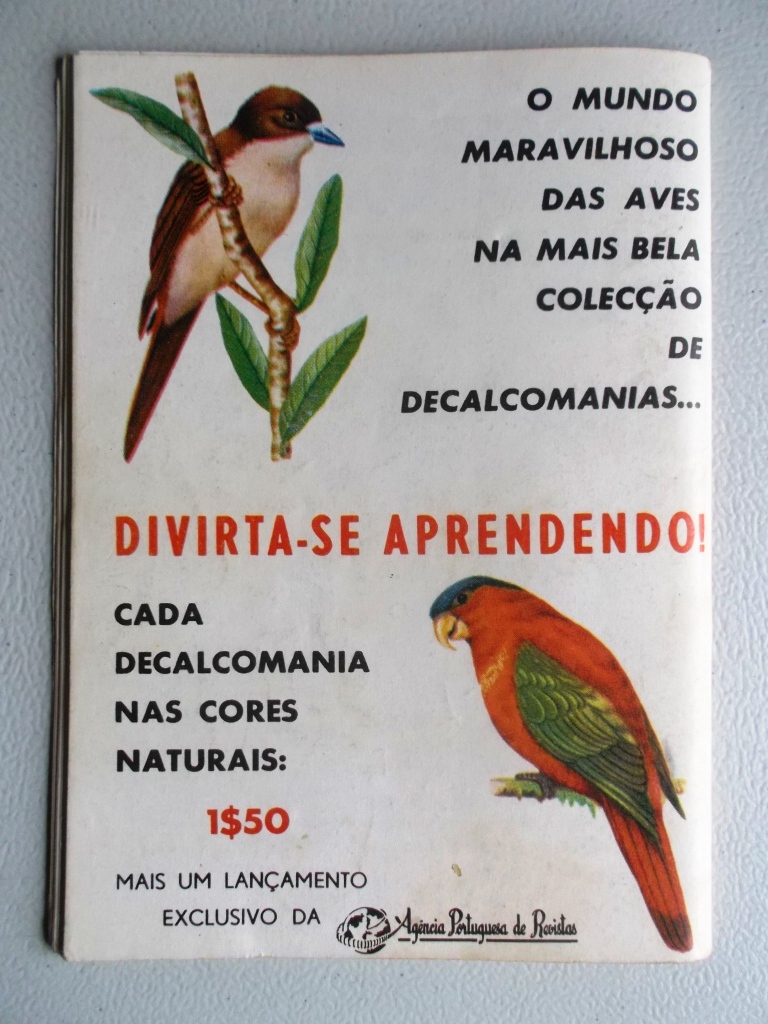 O MUNDO
MARAVILHOSO
DAS AVES
NA MAIS BELA
COLECÇÃO
DE
DECALCOMANIAS...
DIVIRTA-SE APRENDENDO!
CADA
DECALCOMANIA
NAS CORES
NATURAIS:
1$50
MAIS UM LANÇAMENTO
EXCLUSIVO DA Agência Portuguesa de Revistas